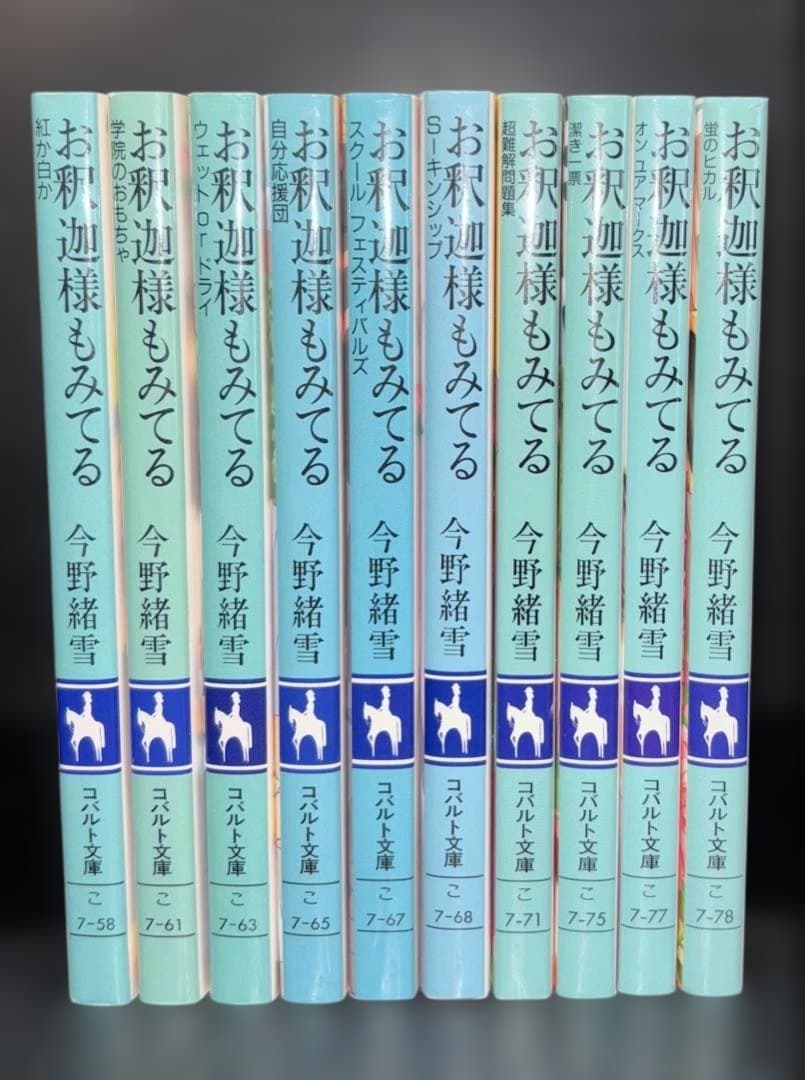 お釈迦様もみてる
紅か白か
今野緒雪
コバルト文庫
こ
7-58
お釈迦様もみてる
学院のおもちゃ
今野緒雪
コバルト文庫
こ
7-61
お釈迦様もみてる
ウェットorドライ
今野緒雪
コバルト文庫
こ
7-63
お釈迦様もみてる
自分応援団
今野緒雪
コバルト文庫
こ
7-65
お釈迦様もみてる
スクール フェスティバルズ
今野緒雪
コバルト文庫
こ
7-67
お釈迦様もみてる
S-キンシップ
今野緒雪
コバルト文庫
こ
7-68
お釈迦様もみてる
超難解問題集
今野緒雪
コバルト文庫
こ
7-71
お釈迦様もみてる
潔き一票
今野緒雪
コバルト文庫
こ
7-75
お釈迦様もみてる
オン ユア マークス
今野緒雪
コバルト文庫
こ
7-77
お釈迦様もみてる
蛍のヒカル
今野緒雪
コバルト文庫
こ
7-78